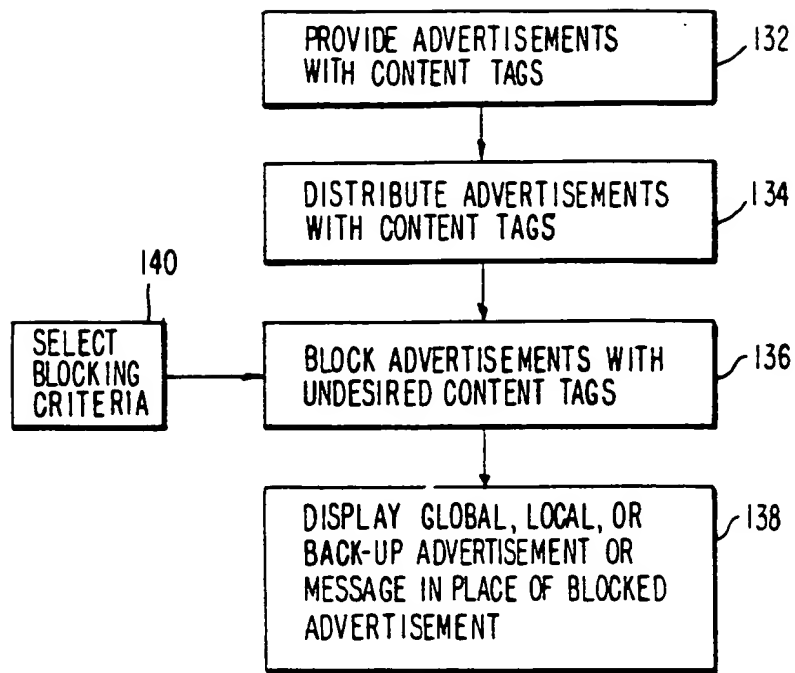 PROVIDE ADVERTISEMENTS
WITH CONTENT TAGS
132
DISTRIBUTE ADVERTISEMENTS
WITH CONTENT TAGS
134
140
SELECT
BLOCKING
CRITERIA
BLOCK ADVERTISEMENTS WITH
UNDESIRED CONTENT TAGS
136
DISPLAY GLOBAL, LOCAL, OR
BACK-UP ADVERTISEMENT OR
MESSAGE IN PLACE OF BLOCKED
ADVERTISEMENT
138